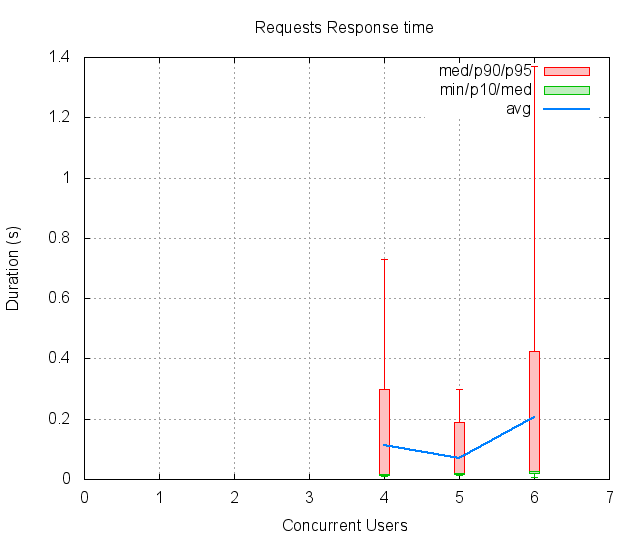 Requests Response time
1.4
1.2
1
0.8
0.6
0.4
0.2
0
0 1 2 3 4 5 6 7
Duration (s)
Concurrent Users
med/p90/p95
min/p10/med
avg